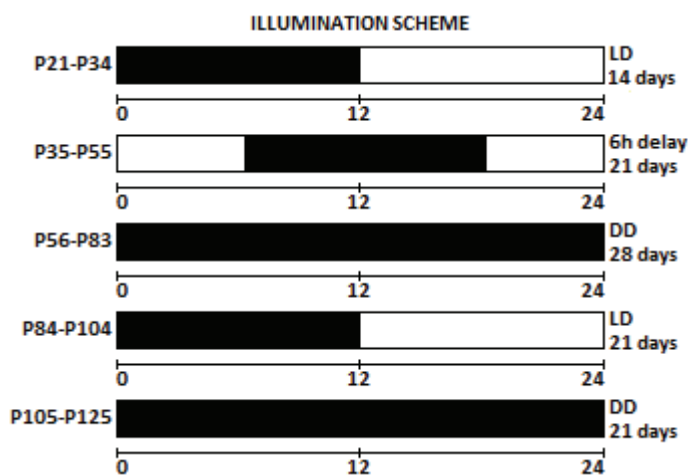 ILLUMINATION SCHEME
P21-P34
LD
14 days
0 12 24
P35-P55
6h delay
21 days
0 12 24
P56-P83
DD
28 days
0 12 24
P84-P104
LD
21 days
0 12 24
P105-P125
DD
21 days
0 12 24